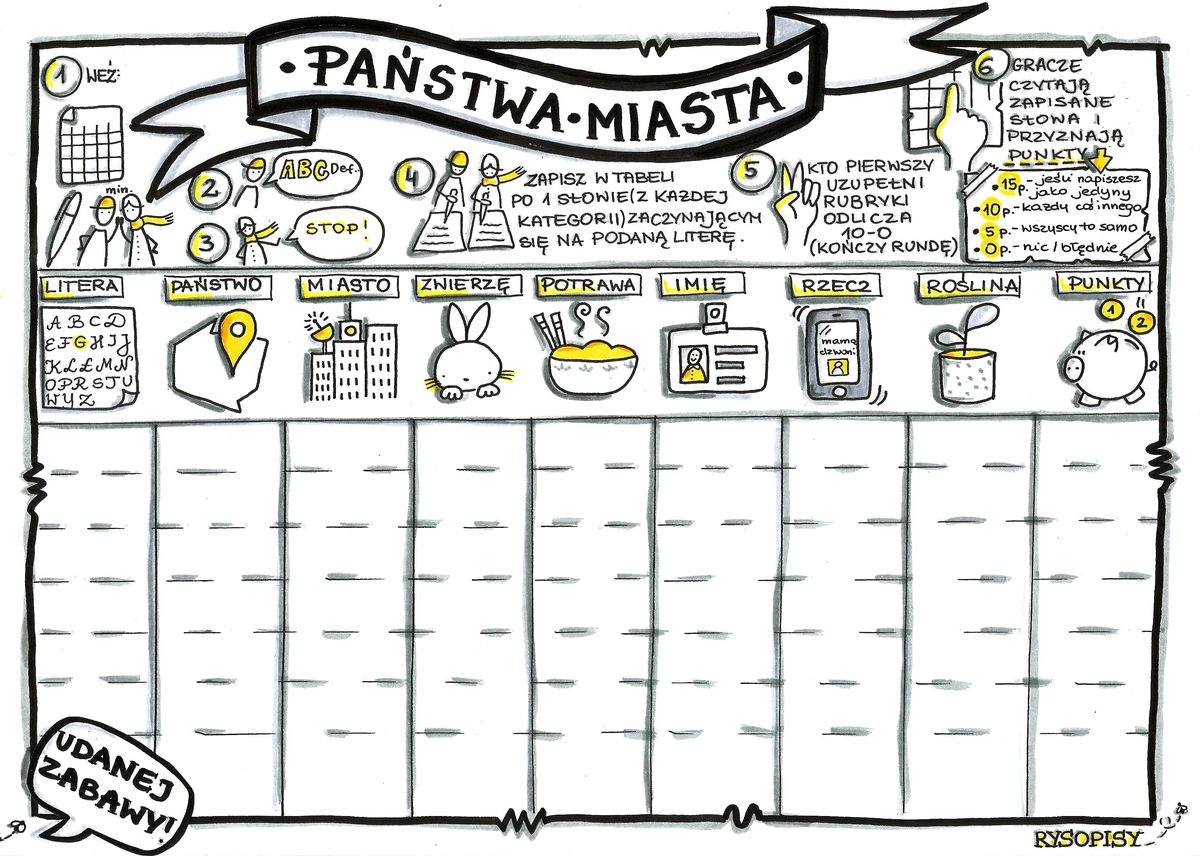 PAŃSTWA • MIASTA
1 WEŹ:
min.
2
ABC Def...
3
STOP!
4
ZAPISZ W TABELI
PO 1 SŁOWIE (Z KAŻDEJ
KATEGORII) ZACZYNAJĄCYM
SIĘ NA PODANĄ LITERĘ.
5
KTO PIERWSZY
UZUPEŁNI
RUBRYKI
ODLICZA
10-0
(KOŃCZY RUNDĘ)
6
GRACZE
CZYTAJĄ
ZAPISANE
SŁOWA I
PRZYZNAJĄ
PUNKTY
• 15p. - jeśli napiszesz
jako jedyny
• 10p. - każdy co innego
• 5 p. - wszyscy to samo
0 p. - nic / błędnie
LITERA
PAŃSTWO
MIASTO
ZWIERZĘ
POTRAWA
IMIĘ
RZECZ
ROŚLINA
PUNKTY
A B C D
E F G H I J
K L Ł M N
O P R S T U
W Y Z
mama
dzwoni
1
2
UDANEJ
ZABAWY!
RYSOPISY